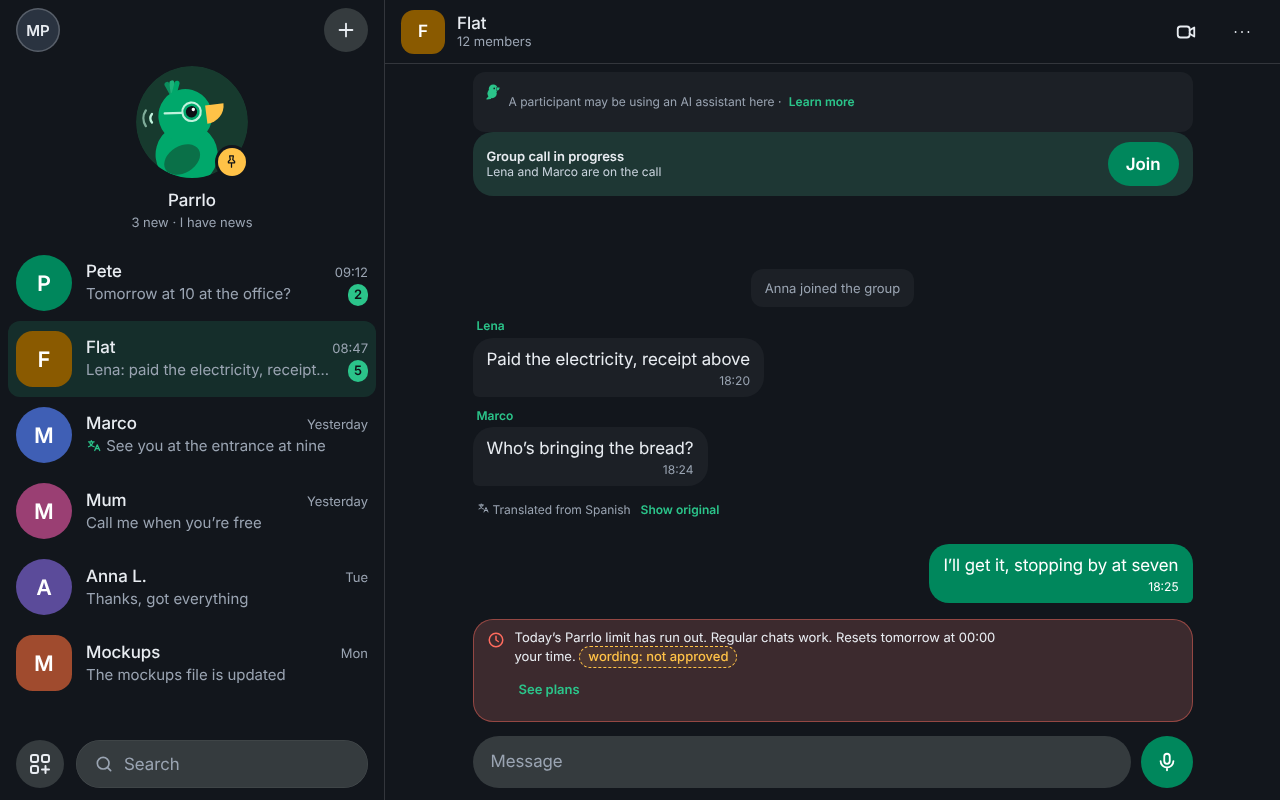 MP
Parrlo
3 new · I have news
P
Pete
09:12
Tomorrow at 10 at the office?
2
F
Flat
08:47
Lena: paid the electricity, receipt...
5
M
Marco
Yesterday
See you at the entrance at nine
M
Mum
Yesterday
Call me when you’re free
A
Anna L.
Tue
Thanks, got everything
M
Mockups
Mon
The mockups file is updated
Search
F
Flat
12 members
A participant may be using an AI assistant here · Learn more
Group call in progress
Lena and Marco are on the call
Join
Anna joined the group
Lena
Paid the electricity, receipt above
18:20
Marco
Who’s bringing the bread?
18:24
Translated from Spanish Show original
I’ll get it, stopping by at seven
18:25
Today’s Parrlo limit has run out. Regular chats work. Resets tomorrow at 00:00
your time. wording: not approved
See plans
Message